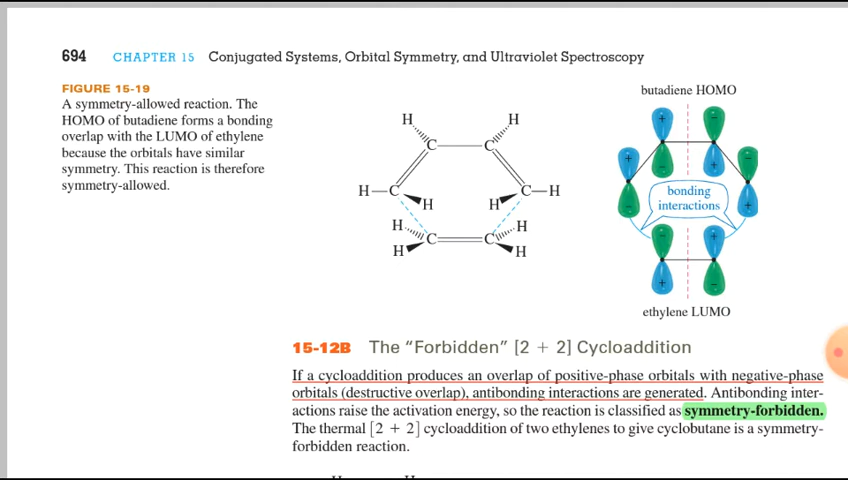 694 CHAPTER 15 Conjugated Systems, Orbital Symmetry, and Ultraviolet Spectroscopy
FIGURE 15-19
A symmetry-allowed reaction. The
HOMO of butadiene forms a bonding
overlap with the LUMO of ethylene
because the orbitals have similar
symmetry. This reaction is therefore
symmetry-allowed.
H H
C C
H C H H C H
H C C H
H H
butadiene HOMO
+ − + −
− + − +
bonding
interactions
− +
+ −
ethylene LUMO
15-12B The “Forbidden” [2 + 2] Cycloaddition
If a cycloaddition produces an overlap of positive-phase orbitals with negative-phase
orbitals (destructive overlap), antibonding interactions are generated. Antibonding inter-
actions raise the activation energy, so the reaction is classified as symmetry-forbidden.
The thermal [2 + 2] cycloaddition of two ethylenes to give cyclobutane is a symmetry-
forbidden reaction.